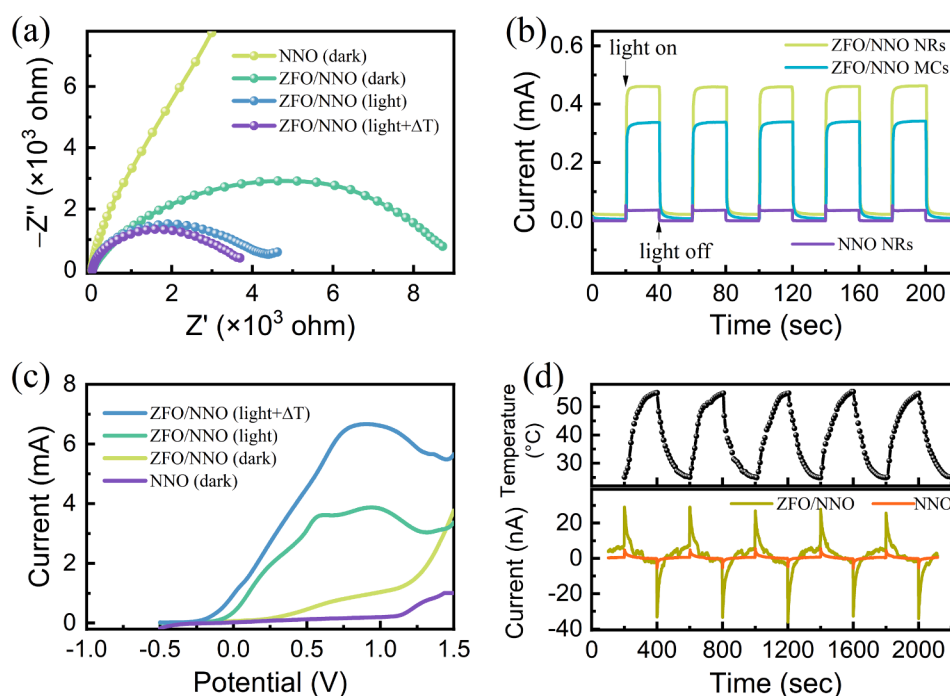 (a)
NNO (dark)
ZFO/NNO (dark)
ZFO/NNO (light)
ZFO/NNO (light+ΔT)
6
4
2
0
0 2 4 6 8
−Z'' (×10³ ohm)
Z' (×10³ ohm)
(b)
ZFO/NNO NRs
ZFO/NNO MCs
light on
light off
NNO NRs
0.6
0.4
0.2
0.0
0 40 80 120 160 200
Current (mA)
Time (sec)
(c)
ZFO/NNO (light+ΔT)
ZFO/NNO (light)
ZFO/NNO (dark)
NNO (dark)
8
6
4
2
0
-1.0 -0.5 0.0 0.5 1.0 1.5
Current (mA)
Potential (V)
(d)
50
40
30
Temperature
(°C)
ZFO/NNO
NNO
20
0
-20
-40
0 400 800 1200 1600 2000
Current (nA)
Time (sec)